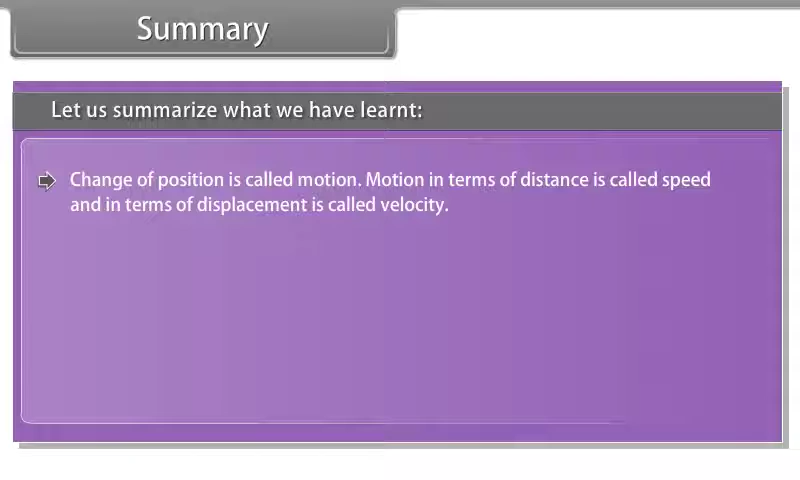 Summary
Let us summarize what we have learnt:
Change of position is called motion. Motion in terms of distance is called speed
and in terms of displacement is called velocity.